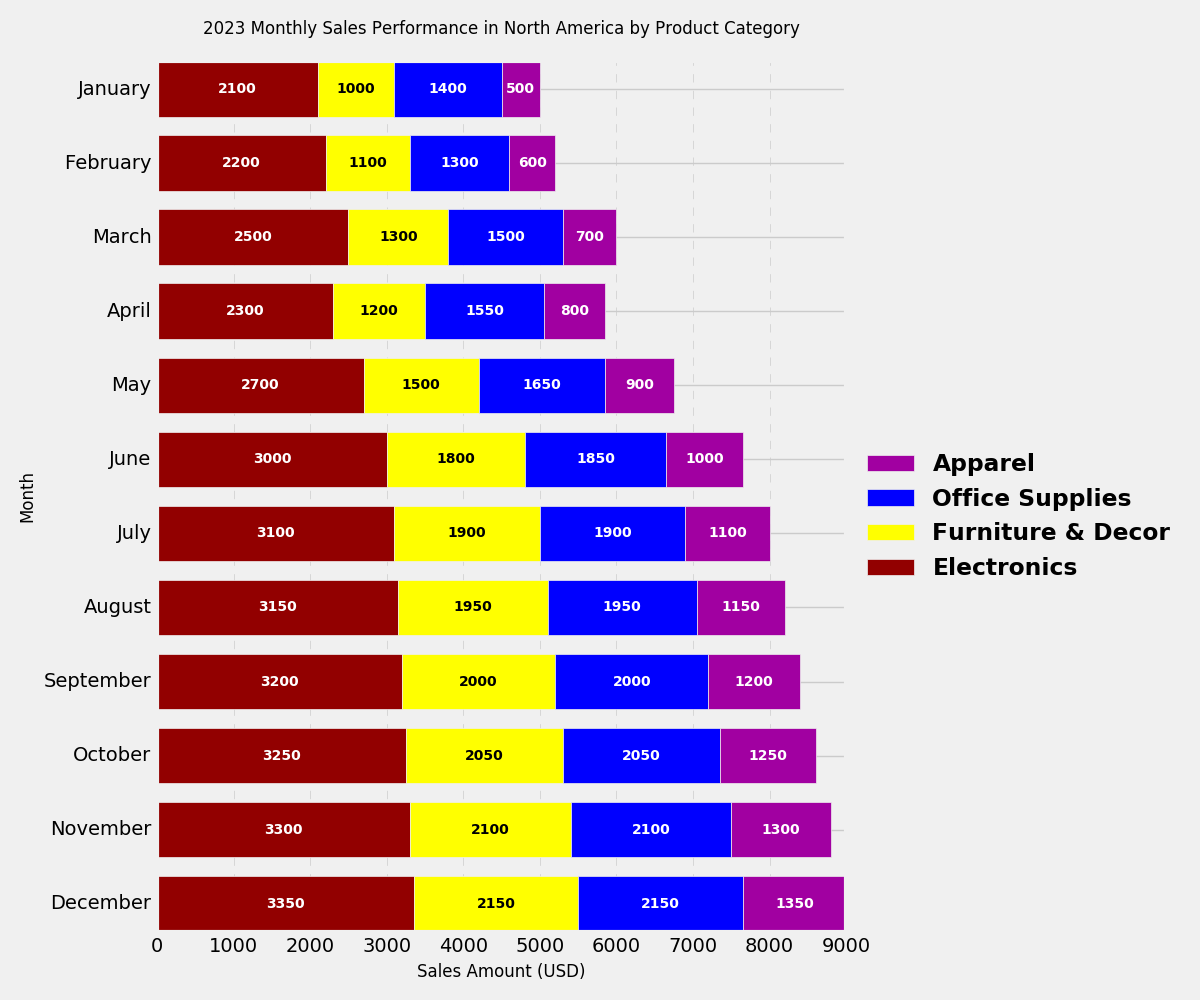 2023 Monthly Sales Performance in North America by Product Category
January 2100 1000 1400 500
February 2200 1100 1300 600
March 2500 1300 1500 700
April 2300 1200 1550 800
May 2700 1500 1650 900
June 3000 1800 1850 1000
July 3100 1900 1900 1100
August 3150 1950 1950 1150
September 3200 2000 2000 1200
October 3250 2050 2050 1250
November 3300 2100 2100 1300
December 3350 2150 2150 1350
0 1000 2000 3000 4000 5000 6000 7000 8000 9000
Sales Amount (USD)
Month
Apparel
Office Supplies
Furniture & Decor
Electronics